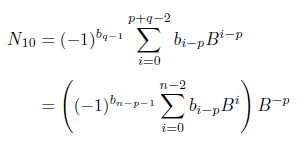 $N_{10} = (-1)^{b_{q-1}} \sum_{i=0}^{p+q-2} b_{i-p} B^{i-p}$
$= \left( (-1)^{b_{n-p-1}} \sum_{i=0}^{n-2} b_{i-p} B^{i} \right) B^{-p}$